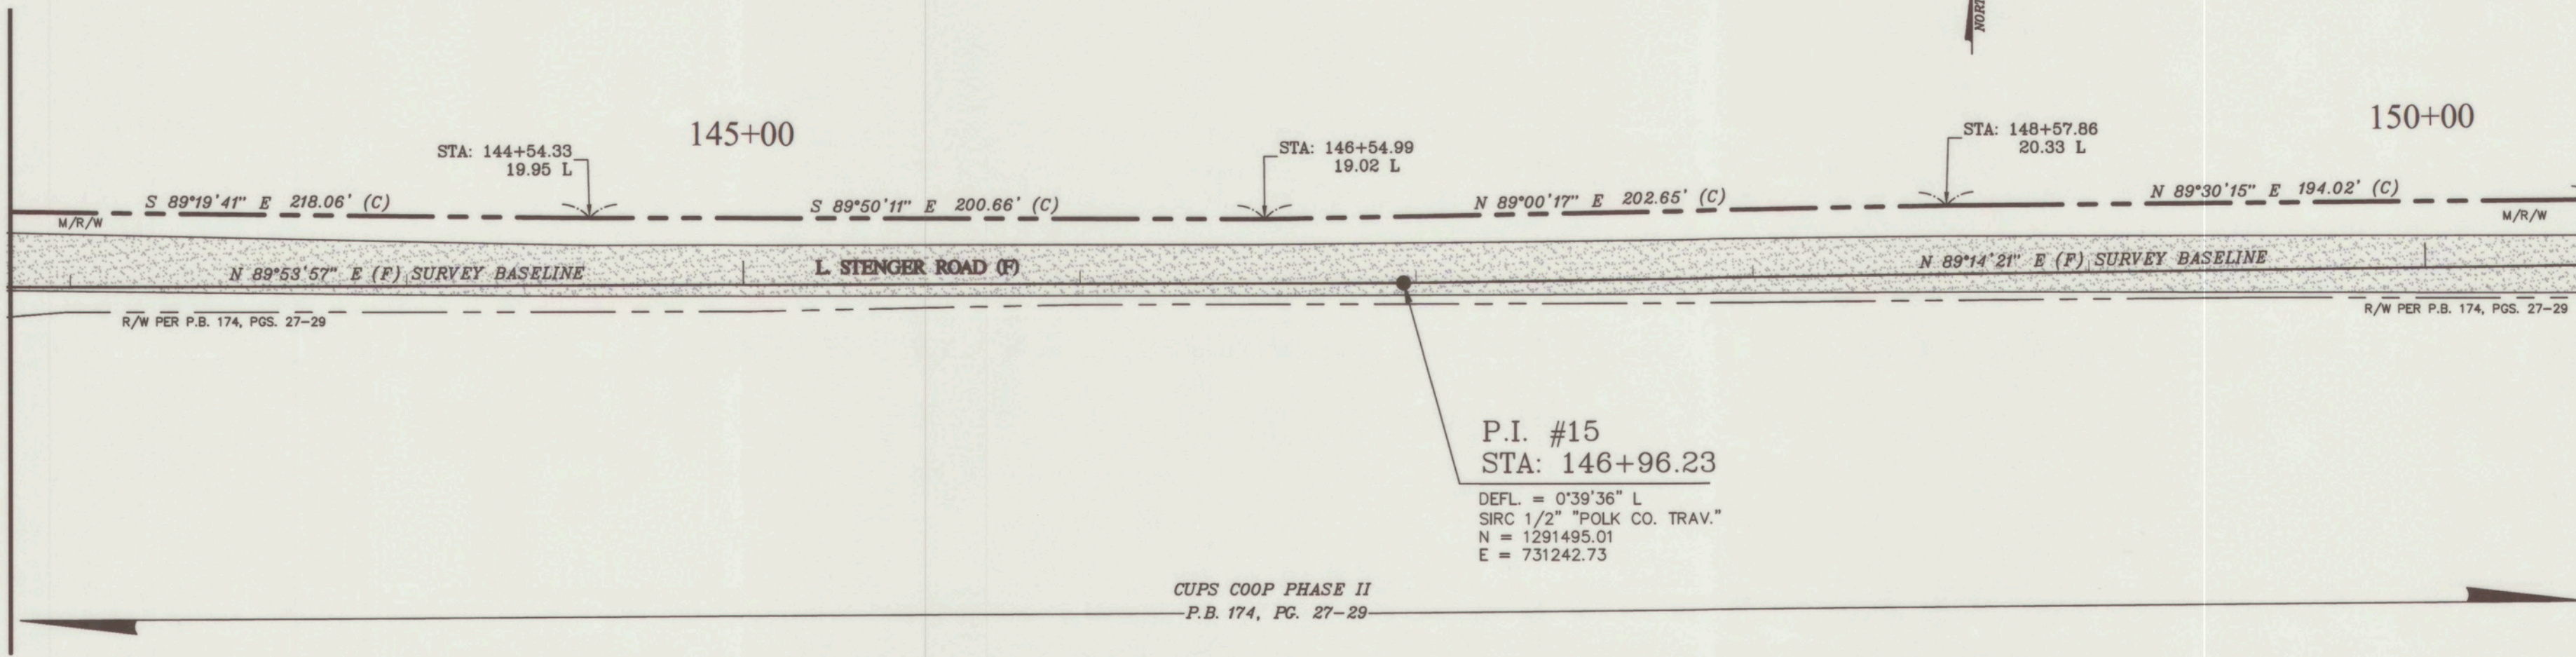 NOR
145+00
150+00
STA: 144+54.33
19.95 L
STA: 146+54.99
19.02 L
STA: 148+57.86
20.33 L
S 89°19'41" E 218.06' (C)
S 89°50'11" E 200.66' (C)
N 89°00'17" E 202.65' (C)
N 89°30'15" E 194.02' (C)
M/R/W
M/R/W
N 89°53'57" E (F) SURVEY BASELINE
L. STENGER ROAD (F)
N 89°14'21" E (F) SURVEY BASELINE
R/W PER P.B. 174, PGS. 27-29
R/W PER P.B. 174, PGS. 27-29
P.I. #15
STA: 146+96.23
DEFL. = 0°39'36" L
SIRC 1/2" "POLK CO. TRAV."
N = 1291495.01
E = 731242.73
CUPS COOP PHASE II
P.B. 174, PG. 27-29